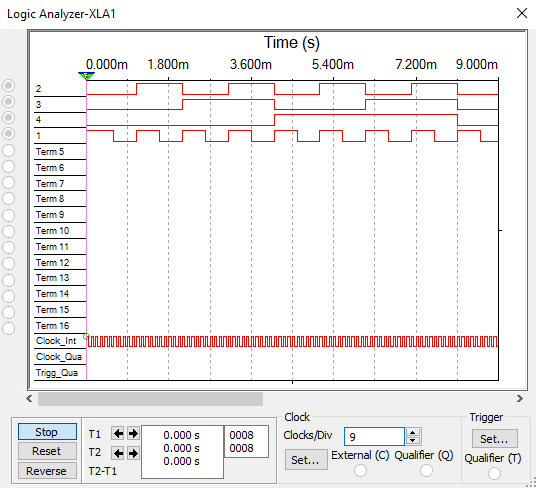 Logic Analyzer-XLA1
Time (s)
0.000m 1.800m 3.600m 5.400m 7.200m 9.000m
2
3
4
1
Term 5
Term 6
Term 7
Term 8
Term 9
Term 10
Term 11
Term 12
Term 13
Term 14
Term 15
Term 16
Clock_Int
Clock_Qua
Trigg_Qua
Stop
Reset
Reverse
T1
T2
T2-T1
0.000 s 0008
0.000 s 0008
0.000 s
Clock
Clocks/Div 9
Set... External (C) Qualifier (Q)
Trigger
Set...
Qualifier (T)